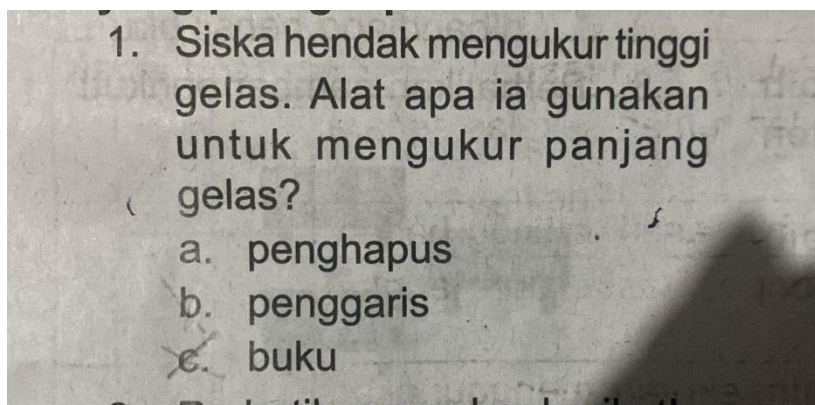 1. Siska hendak mengukur tinggi
gelas. Alat apa ia gunakan
untuk mengukur panjang
gelas?
a. penghapus
b. penggaris
c. buku